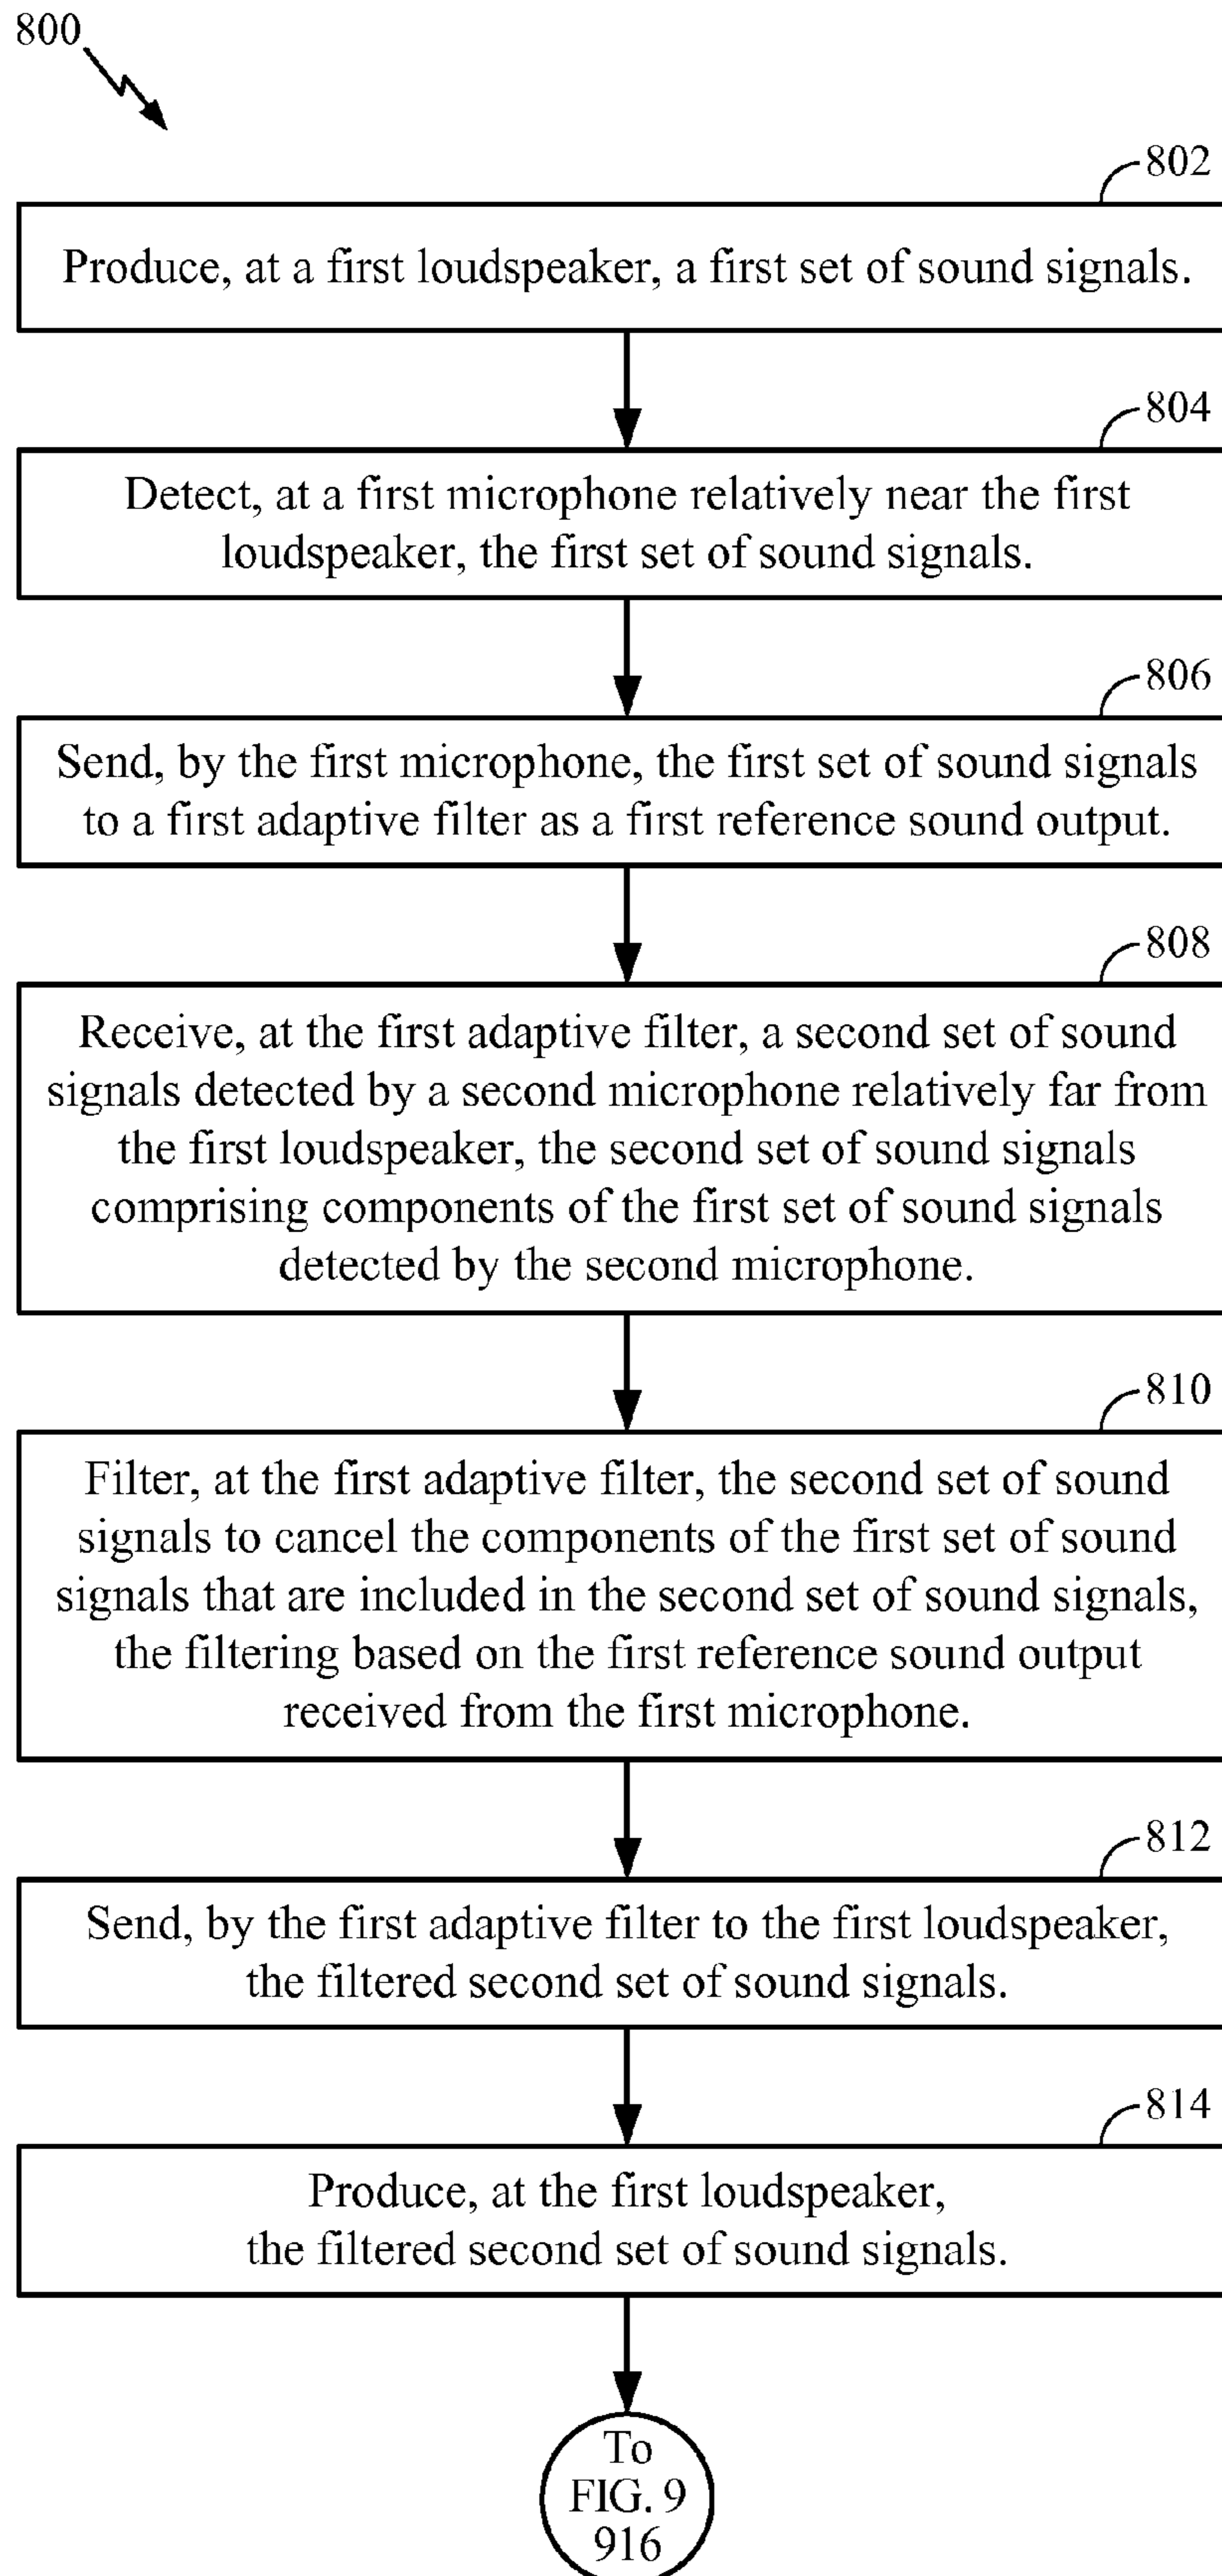 800
802
Produce, at a first loudspeaker, a first set of sound signals.
804
Detect, at a first microphone relatively near the first
loudspeaker, the first set of sound signals.
806
Send, by the first microphone, the first set of sound signals
to a first adaptive filter as a first reference sound output.
808
Receive, at the first adaptive filter, a second set of sound
signals detected by a second microphone relatively far from
the first loudspeaker, the second set of sound signals
comprising components of the first set of sound signals
detected by the second microphone.
810
Filter, at the first adaptive filter, the second set of sound
signals to cancel the components of the first set of sound
signals that are included in the second set of sound signals,
the filtering based on the first reference sound output
received from the first microphone.
812
Send, by the first adaptive filter to the first loudspeaker,
the filtered second set of sound signals.
814
Produce, at the first loudspeaker,
the filtered second set of sound signals.
To
FIG. 9
916